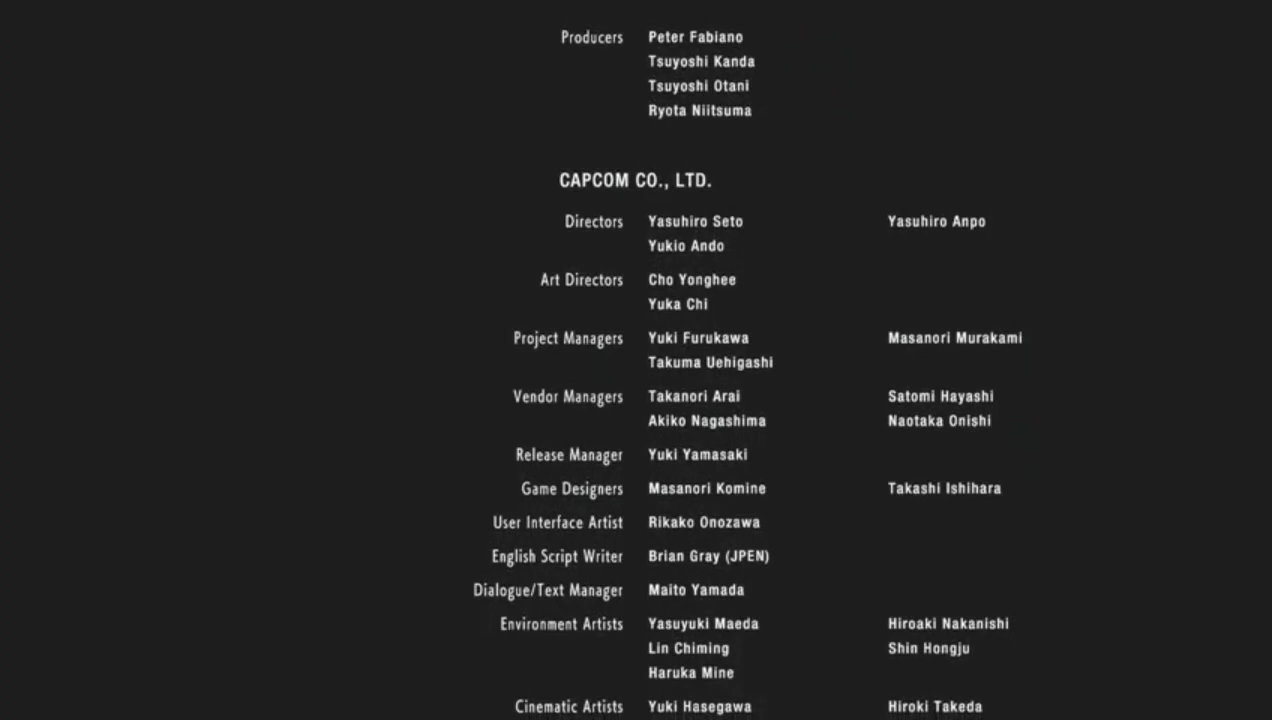 Producers Peter Fabiano
Tsuyoshi Kanda
Tsuyoshi Otani
Ryota Niitsuma
CAPCOM CO., LTD.
Directors Yasuhiro Seto Yasuhiro Anpo
Yukio Ando
Art Directors Cho Yonghee
Yuka Chi
Project Managers Yuki Furukawa Masanori Murakami
Takuma Uehigashi
Vendor Managers Takanori Arai Satomi Hayashi
Akiko Nagashima Naotaka Onishi
Release Manager Yuki Yamasaki
Game Designers Masanori Komine Takashi Ishihara
User Interface Artist Rikako Onozawa
English Script Writer Brian Gray (JPEN)
Dialogue/Text Manager Maito Yamada
Environment Artists Yasuyuki Maeda Hiroaki Nakanishi
Lin Chiming Shin Hongju
Haruka Mine
Cinematic Artists Yuki Hasegawa Hiroki Takeda